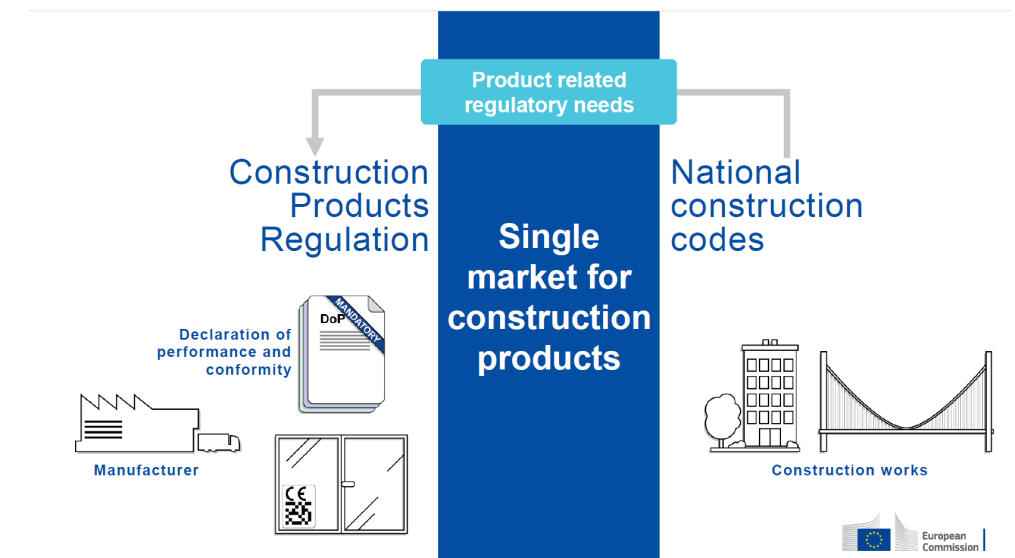 Product related
regulatory needs
Construction
Products
Regulation
National
construction
codes
Single
market for
construction
products
Declaration of
performance and
conformity
DoP
MANDATORY
Manufacturer
CE
Construction works
European
Commission